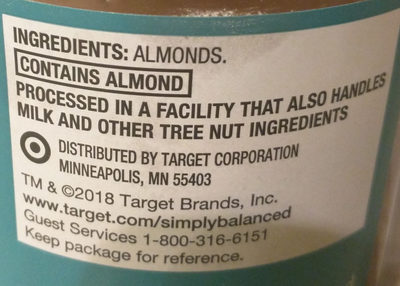 INGREDIENTS: ALMONDS.
CONTAINS ALMOND
PROCESSED IN A FACILITY THAT ALSO HANDLES
MILK AND OTHER TREE NUT INGREDIENTS
DISTRIBUTED BY TARGET CORPORATION
MINNEAPOLIS, MN 55403
TM & ©2018 Target Brands, Inc.
www.target.com/simplybalanced
Guest Services 1-800-316-6151
Keep package for reference.